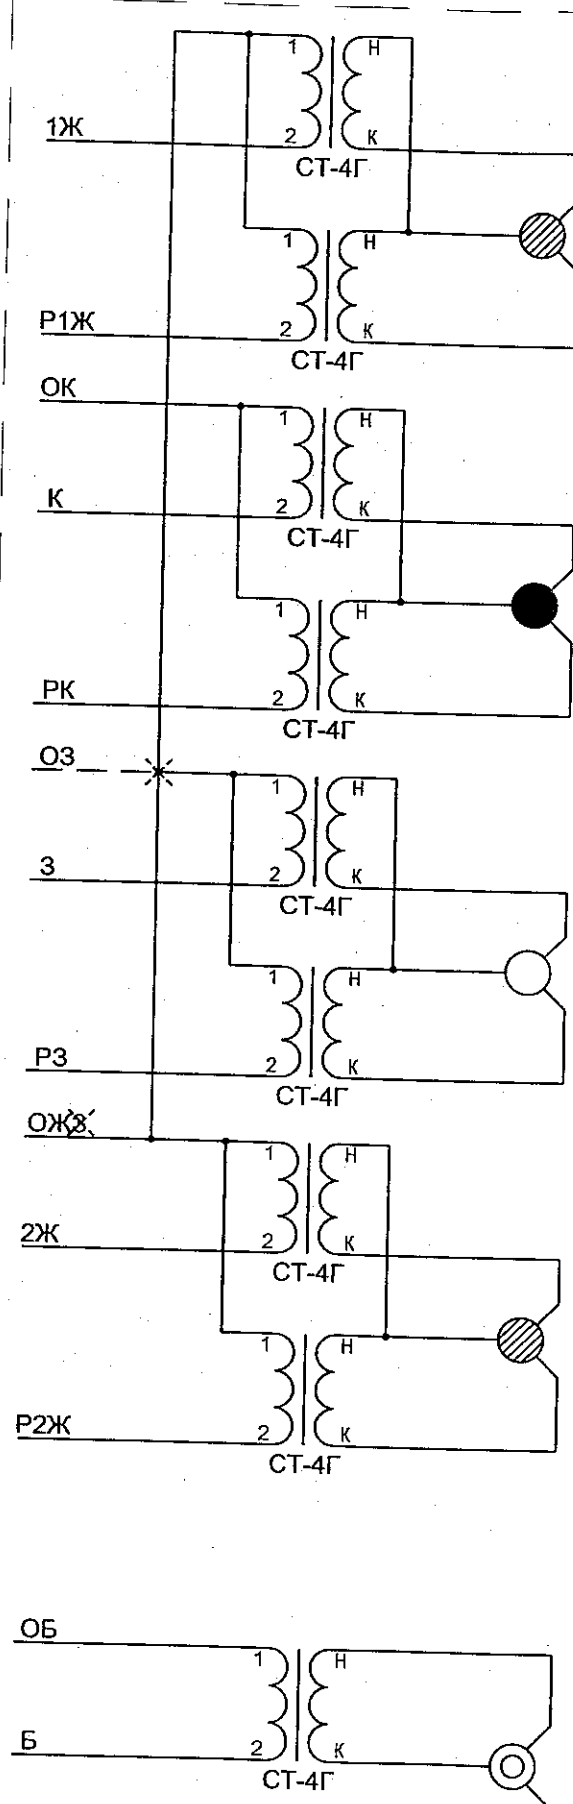 1 Н
1Ж
2 К
СТ-4Г
1 Н
Р1Ж
2 К
СТ-4Г
ОК
1 Н
К
2 К
СТ-4Г
1 Н
РК
2 К
СТ-4Г
ОЗ
1 Н
З
2 К
СТ-4Г
1 Н
РЗ
2 К
СТ-4Г
ОЖЗ
1 Н
2Ж
2 К
СТ-4Г
1 Н
Р2Ж
2 К
СТ-4Г
ОБ
1 Н
Б
2 К
СТ-4Г